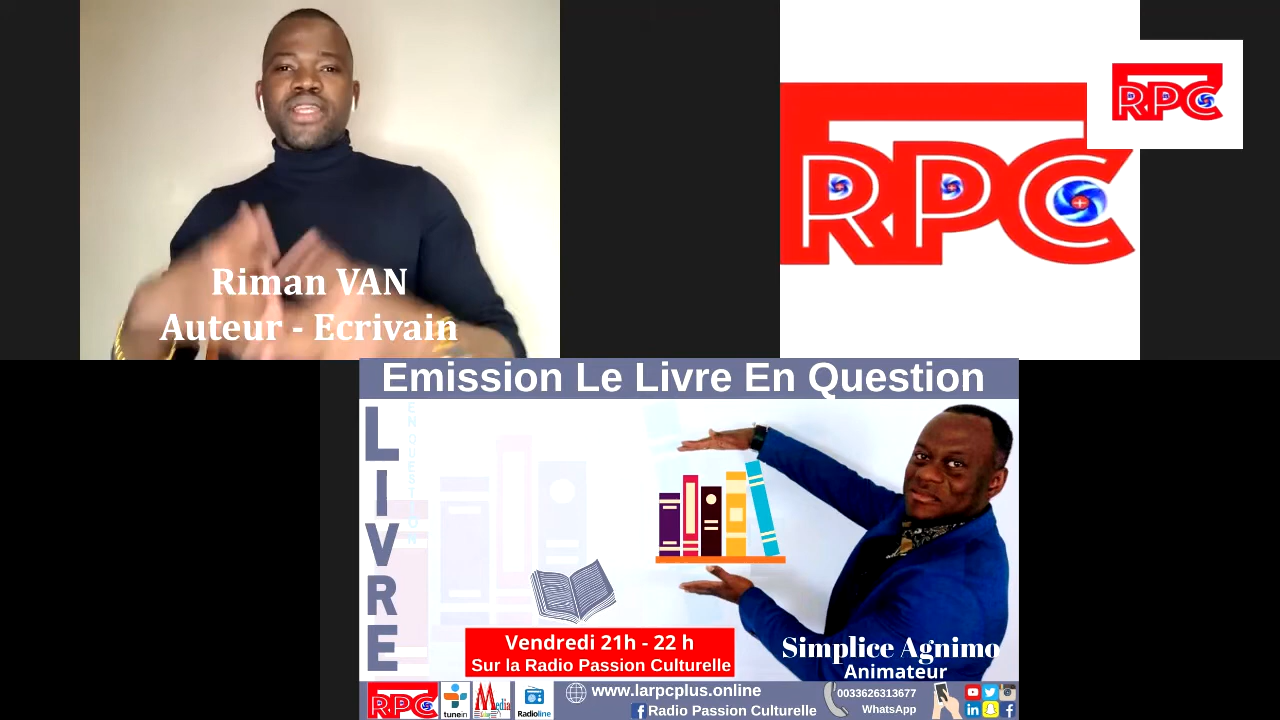 Riman VAN
Auteur - Ecrivain
RPC
RPC
Emission Le Livre En Question
LIVRE
EN QUESTION
Vendredi 21h - 22 h
Sur la Radio Passion Culturelle
Simplice Agnimo
Animateur
RPC
tunein
Media
Radioline
www.larpcplus.online
Radio Passion Culturelle
0033626313677
WhatsApp